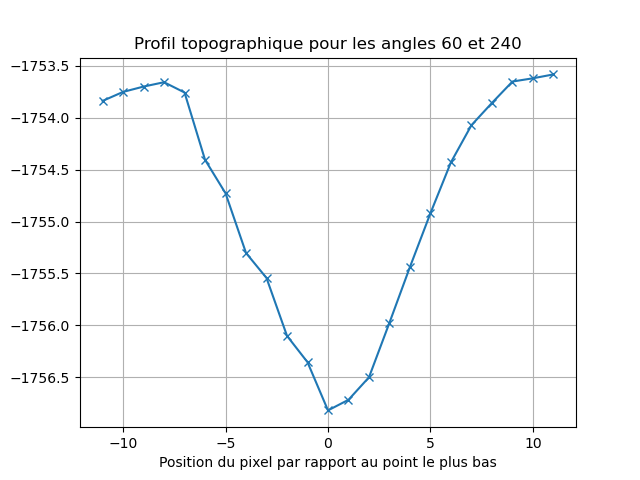 Profil topographique pour les angles 60 et 240
−1753.5
−1754.0
−1754.5
−1755.0
−1755.5
−1756.0
−1756.5
−10 −5 0 5 10
Position du pixel par rapport au point le plus bas